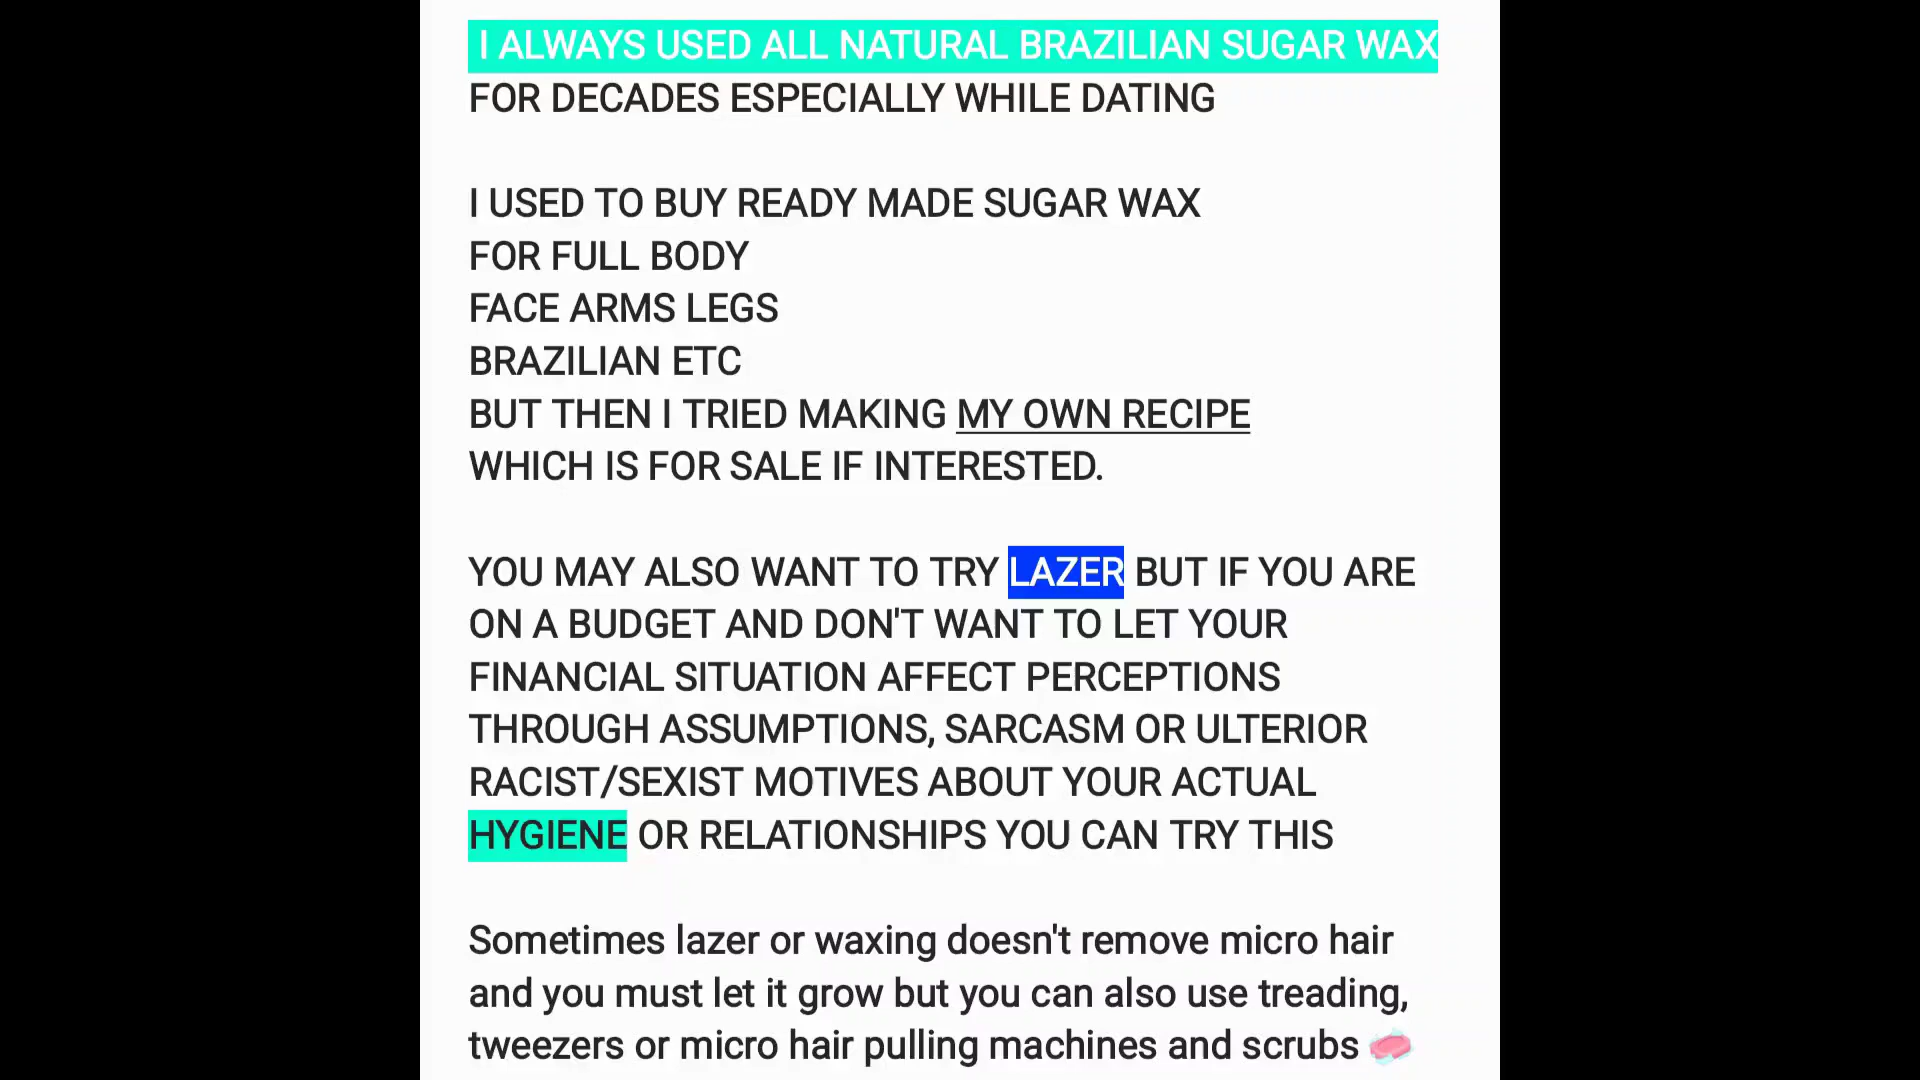 I ALWAYS USED ALL NATURAL BRAZILIAN SUGAR WAX
FOR DECADES ESPECIALLY WHILE DATING
I USED TO BUY READY MADE SUGAR WAX
FOR FULL BODY
FACE ARMS LEGS
BRAZILIAN ETC
BUT THEN I TRIED MAKING MY OWN RECIPE
WHICH IS FOR SALE IF INTERESTED.
YOU MAY ALSO WANT TO TRY LAZER BUT IF YOU ARE
ON A BUDGET AND DON'T WANT TO LET YOUR
FINANCIAL SITUATION AFFECT PERCEPTIONS
THROUGH ASSUMPTIONS, SARCASM OR ULTERIOR
RACIST/SEXIST MOTIVES ABOUT YOUR ACTUAL
HYGIENE OR RELATIONSHIPS YOU CAN TRY THIS
Sometimes lazer or waxing doesn't remove micro hair
and you must let it grow but you can also use treading,
tweezers or micro hair pulling machines and scrubs 🧼